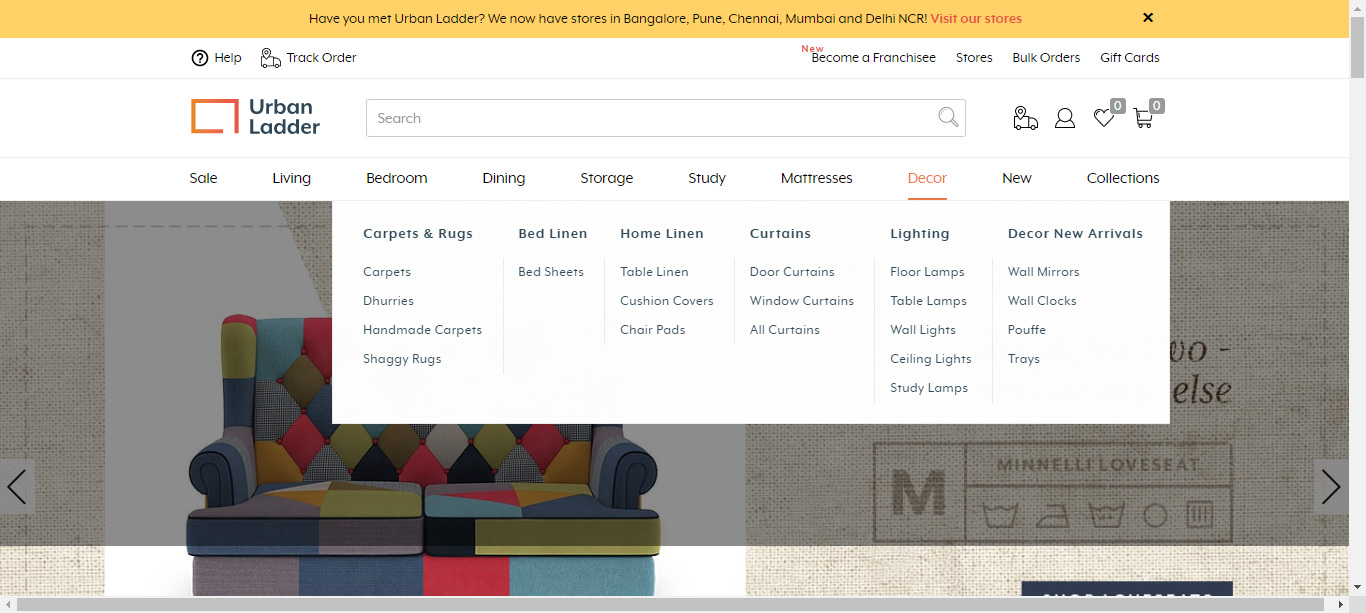 Have you met Urban Ladder? We now have stores in Bangalore, Pune, Chennai, Mumbai and Delhi NCR! Visit our stores
Help
Track Order
New
Become a Franchisee
Stores
Bulk Orders
Gift Cards
Urban
Ladder
Search
0
0
Sale
Living
Bedroom
Dining
Storage
Study
Mattresses
Decor
New
Collections
Carpets & Rugs
Carpets
Dhurries
Handmade Carpets
Shaggy Rugs
Bed Linen
Bed Sheets
Home Linen
Table Linen
Cushion Covers
Chair Pads
Curtains
Door Curtains
Window Curtains
All Curtains
Lighting
Floor Lamps
Table Lamps
Wall Lights
Ceiling Lights
Study Lamps
Decor New Arrivals
Wall Mirrors
Wall Clocks
Pouffe
Trays
else
M
MINNELLI LOVESEAT
SHOP LOVESEATS